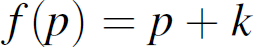 f(p) = p + k